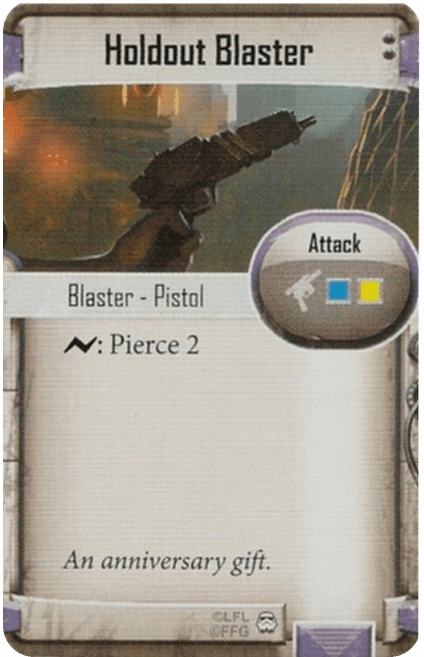 Holdout Blaster
Attack
Blaster - Pistol
: Pierce 2
An anniversary gift.
©LFL
©FFG